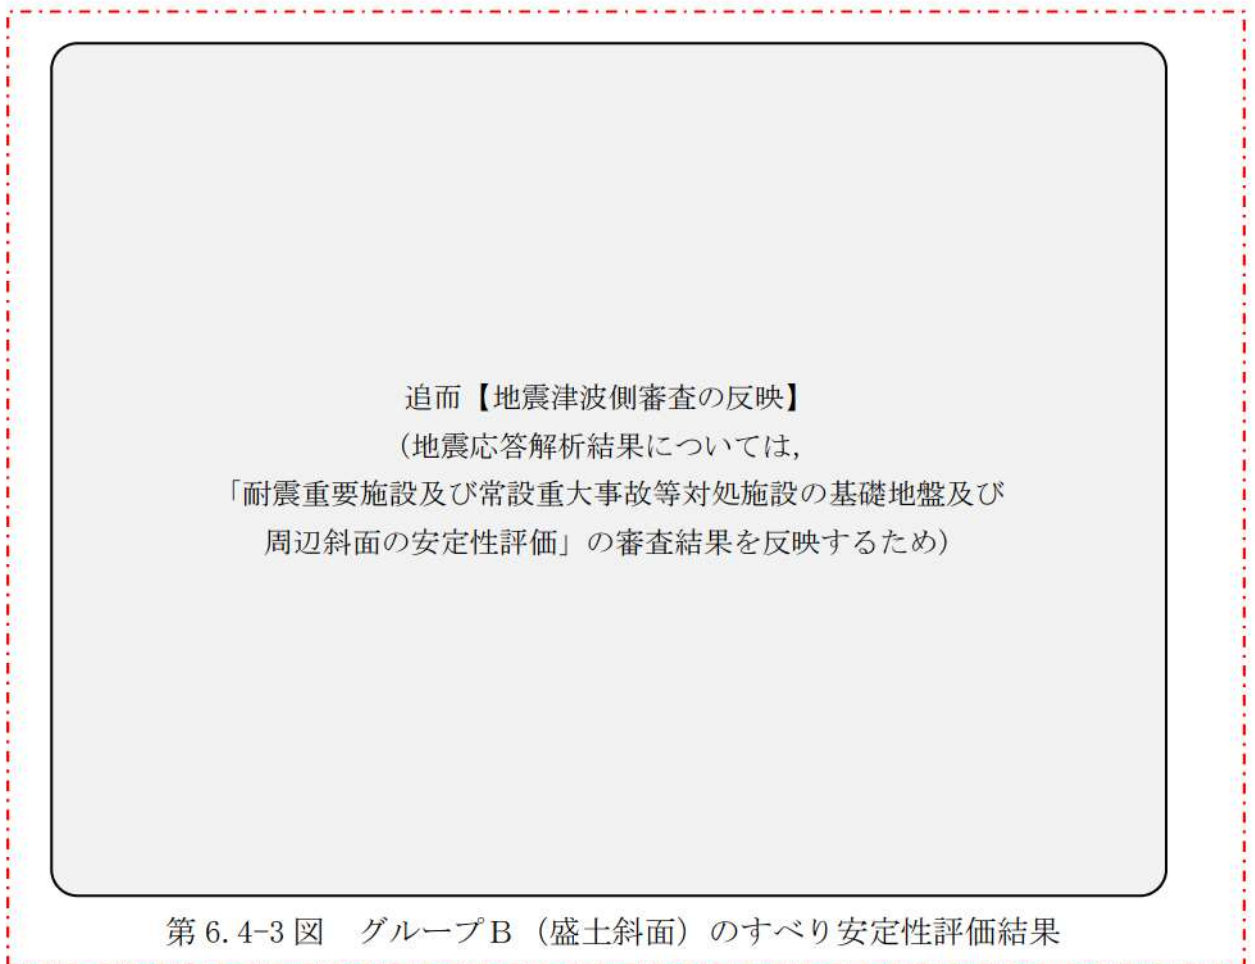 追而【地震津波側審査の反映】
（地震応答解析結果については,
「耐震重要施設及び常設重大事故等対処施設の基礎地盤及び
周辺斜面の安定性評価」の審査結果を反映するため）
第 6.4-3 図　グループＢ（盛土斜面）のすべり安定性評価結果